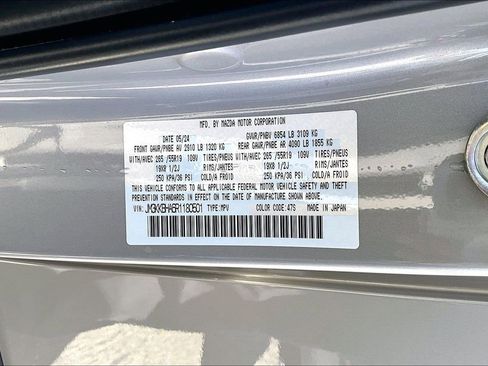 MFD. BY MAZDA MOTOR CORPORATION
DATE 05/24 GVWR/PNBV 6854 LB 3109 KG
FRONT GAWR/PNBE AV 2910 LB 1320 KG REAR GAWR/PNBE AR 4090 LB 1855 KG
WITH/AVEC 265 /55R19 109V TIRES/PNEUS WITH/AVEC 265 /55R19 109V TIRES/PNEUS
19X8 1/2J RIMS/JANTES 19X8 1/2J RIMS/JANTES
250 KPA/36 PSI COLD/A FROID 250 KPA/36 PSI COLD/A FROID
THIS VEHICLE CONFORMS TO ALL APPLICABLE FEDERAL MOTOR VEHICLE SAFETY AND THEFT
PREVENTION STANDARDS IN EFFECT ON THE DATE OF MANUFACTURE SHOWN ABOVE.
VIN: TYPE: MPV COLOR CODE: 47S MADE IN JAPAN